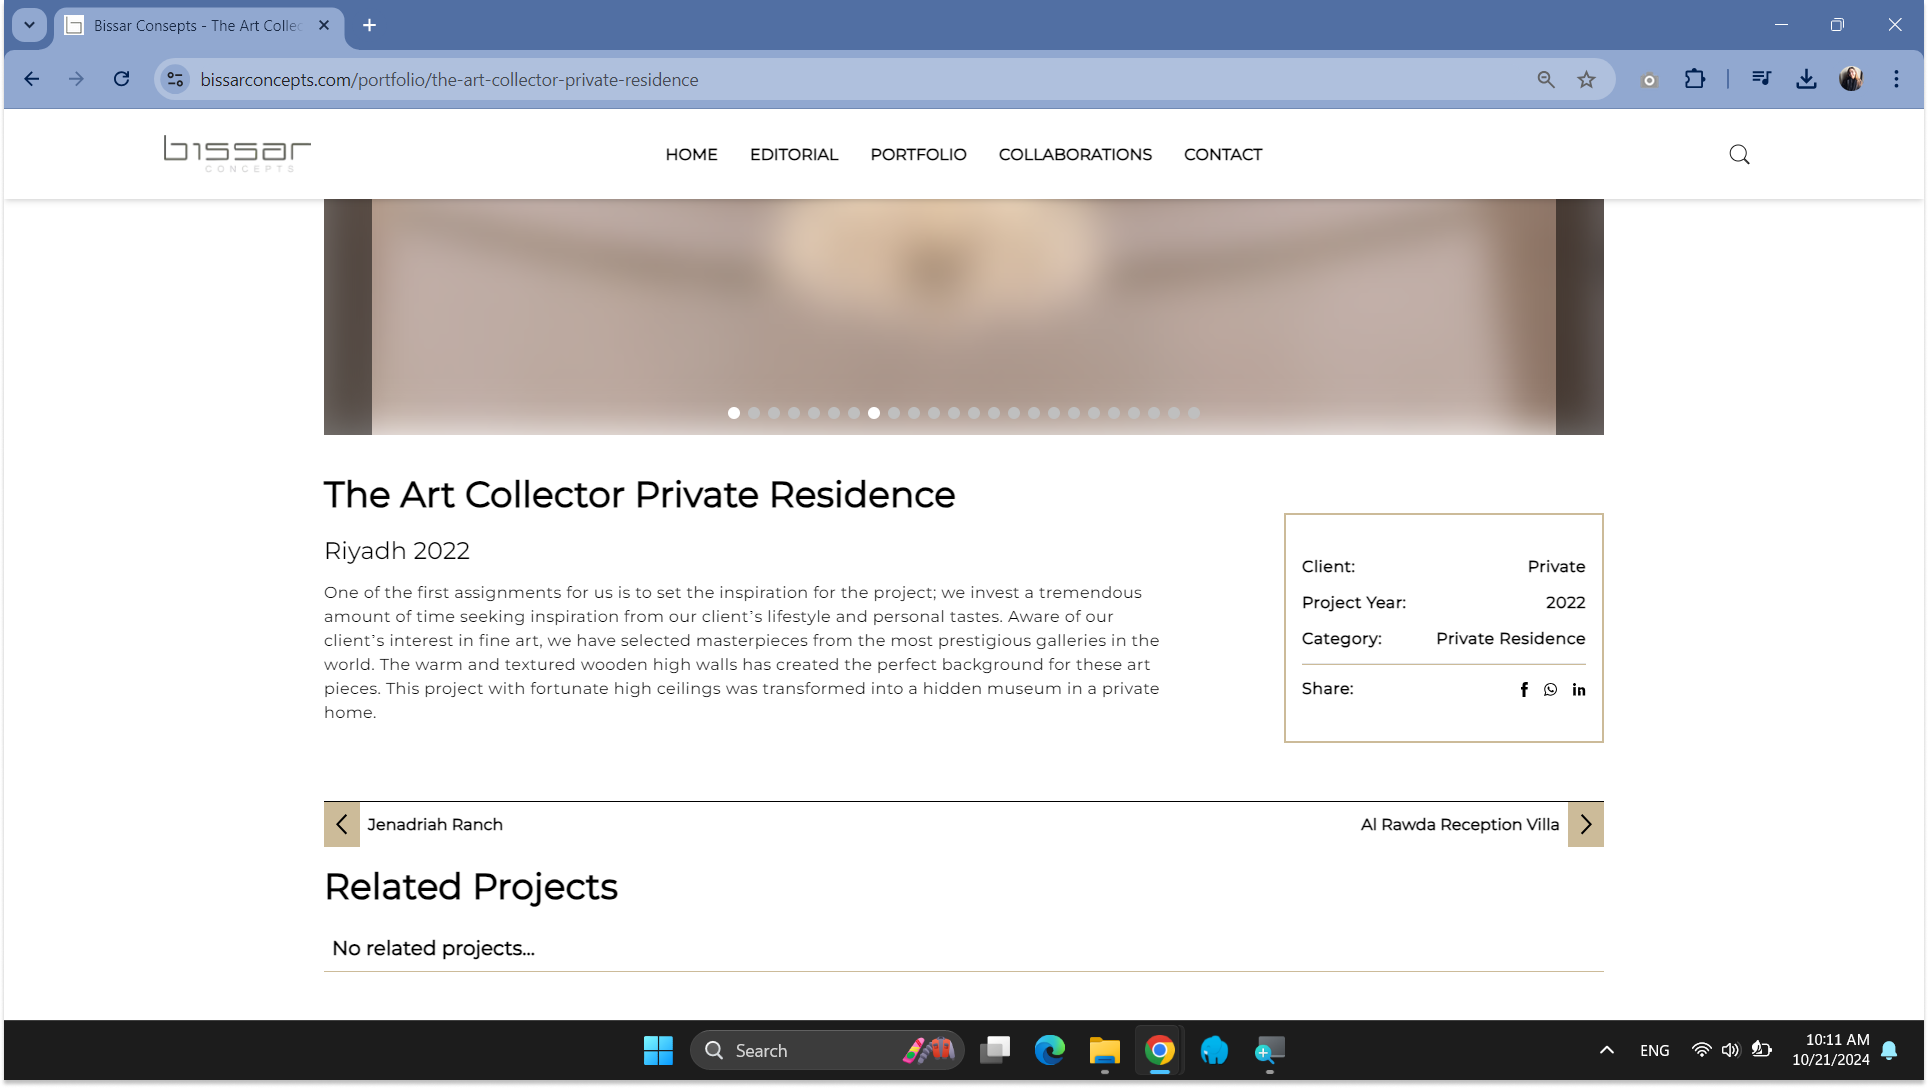 Bissar Consepts - The Art Collec
bissarconcepts.com/portfolio/the-art-collector-private-residence
bissar
CONCEPTS
HOME
EDITORIAL
PORTFOLIO
COLLABORATIONS
CONTACT
The Art Collector Private Residence
Riyadh 2022
One of the first assignments for us is to set the inspiration for the project; we invest a tremendous
amount of time seeking inspiration from our client’s lifestyle and personal tastes. Aware of our
client’s interest in fine art, we have selected masterpieces from the most prestigious galleries in the
world. The warm and textured wooden high walls has created the perfect background for these art
pieces. This project with fortunate high ceilings was transformed into a hidden museum in a private
home.
Client: Private
Project Year: 2022
Category: Private Residence
Share:
Jenadriah Ranch
Al Rawda Reception Villa
Related Projects
No related projects...
Search
ENG
10:11 AM
10/21/2024